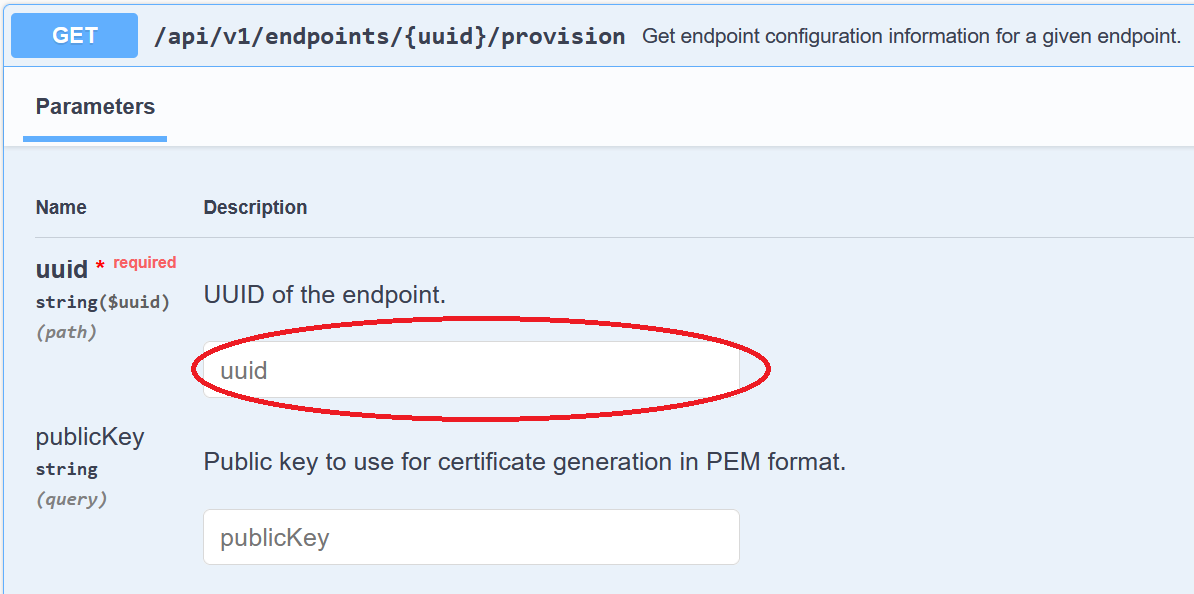 GET /api/v1/endpoints/{uuid}/provision Get endpoint configuration information for a given endpoint.
Parameters
Name Description
uuid * required
string($uuid)
(path)
UUID of the endpoint.
uuid
publicKey
string
(query)
Public key to use for certificate generation in PEM format.
publicKey